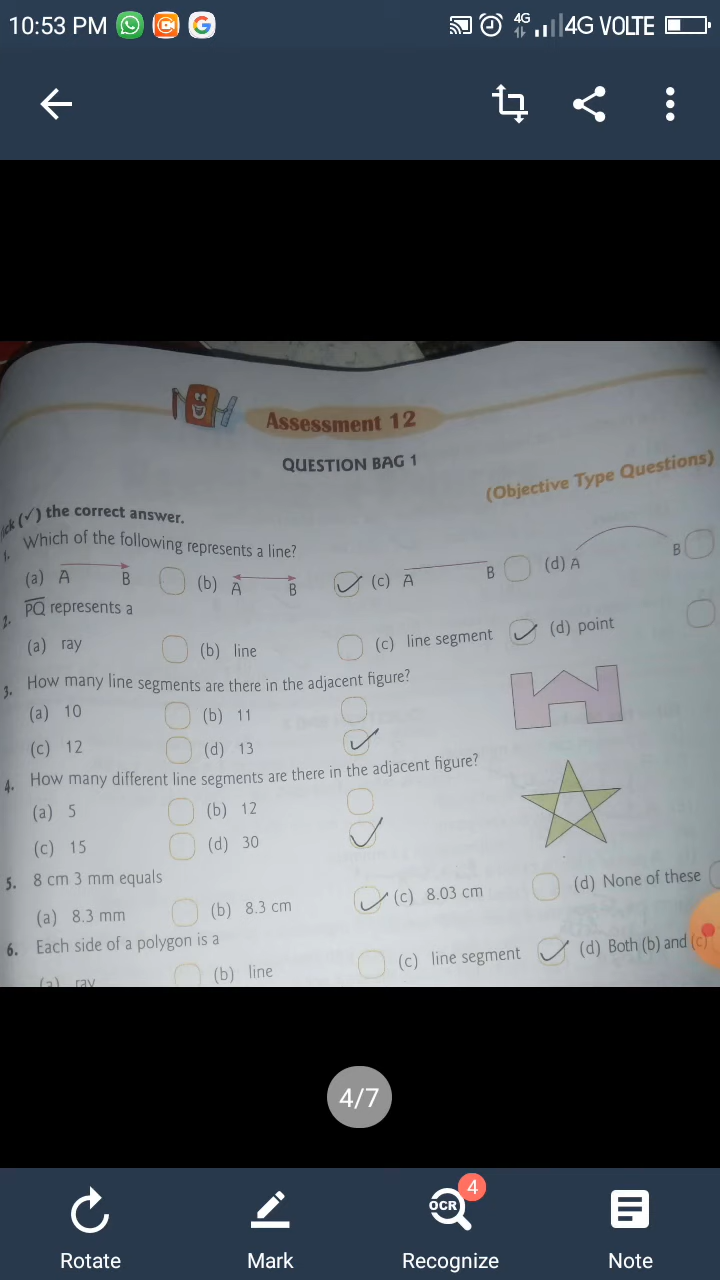 10:53 PM 4G 4G VOLTE
Assessment 12
QUESTION BAG 1
(Objective Type Questions)
(✓) the correct answer.
1. Which of the following represents a line?
(a) A B (b) A B (c) A B (d) A B
2. PQ represents a
(a) ray (b) line (c) line segment (d) point
3. How many line segments are there in the adjacent figure?
(a) 10 (b) 11
(c) 12 (d) 13
4. How many different line segments are there in the adjacent figure?
(a) 5 (b) 12
(c) 15 (d) 30
5. 8 cm 3 mm equals
(a) 8.3 mm (b) 8.3 cm (c) 8.03 cm (d) None of these
6. Each side of a polygon is a
(a) ray (b) line (c) line segment (d) Both (b) and (c)
4/7
OCR 4
Rotate Mark Recognize Note